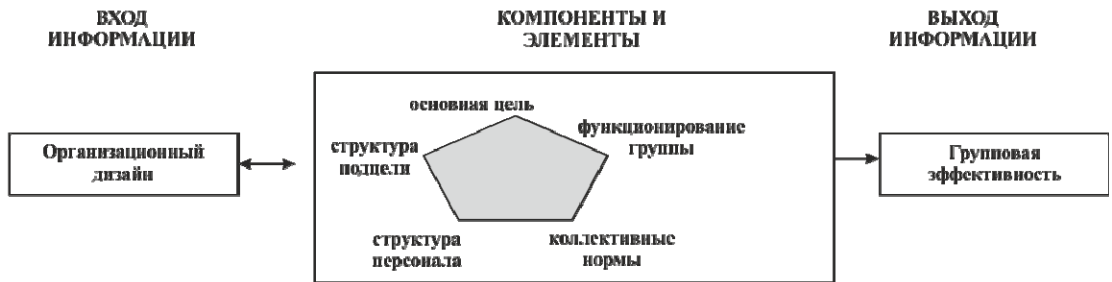 ВХОД
ИНФОРМАЦИИ
КОМПОНЕНТЫ И
ЭЛЕМЕНТЫ
ВЫХОД
ИНФОРМАЦИИ
Организационный
дизайн
основная цель
функционирование
группы
структура
подцели
структура
персонала
коллективные
нормы
Групповая
эффективность